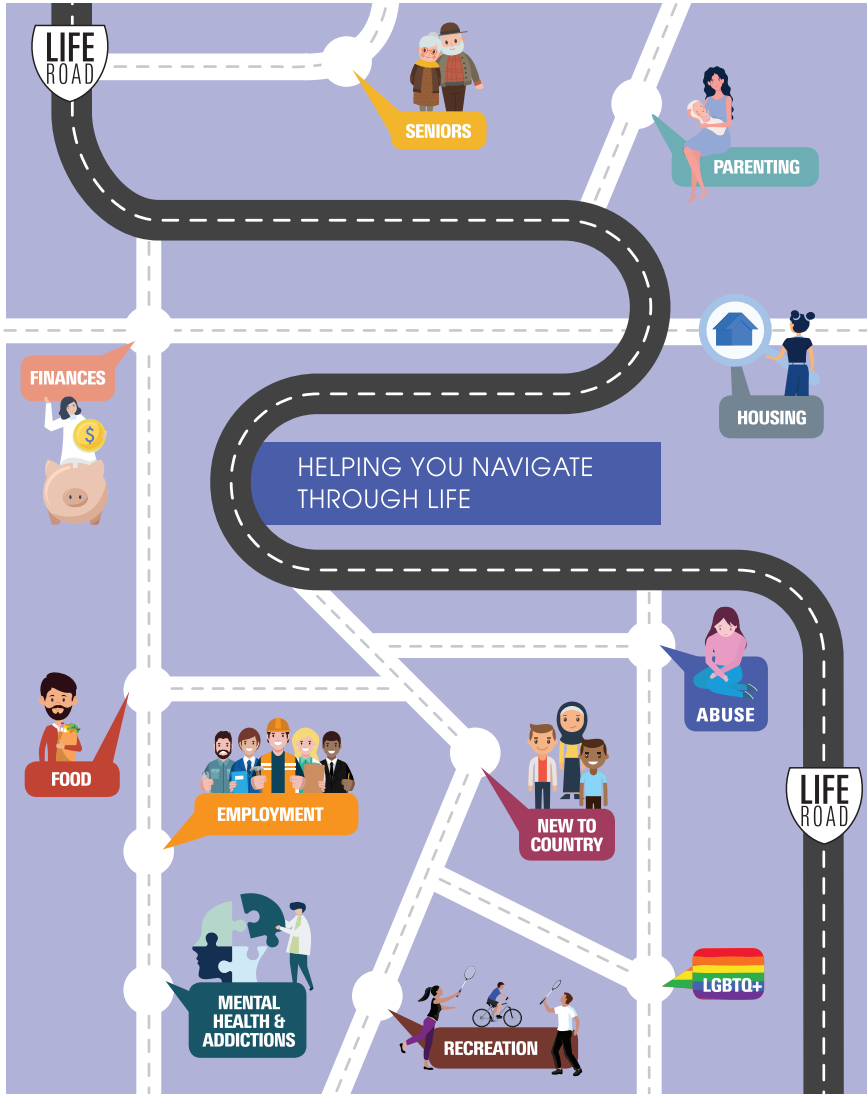 LIFE
ROAD
SENIORS
PARENTING
FINANCES
$
HOUSING
HELPING YOU NAVIGATE
THROUGH LIFE
ABUSE
FOOD
EMPLOYMENT
NEW TO
COUNTRY
LIFE
ROAD
MENTAL
HEALTH &
ADDICTIONS
LGBTQ+
RECREATION